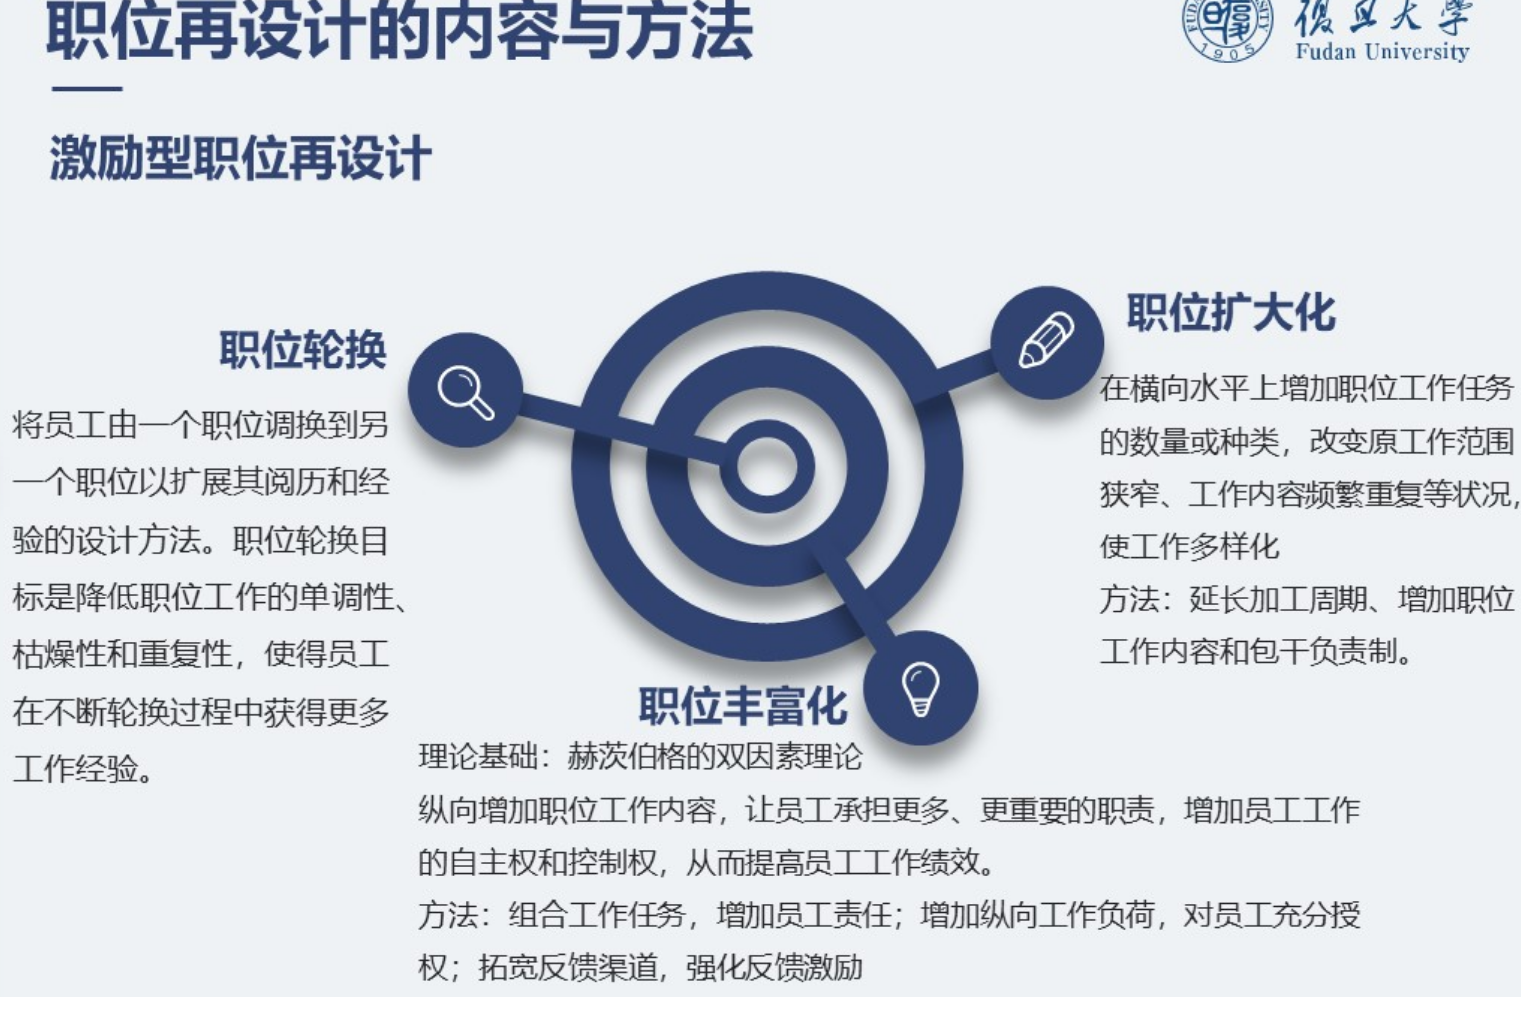 职位再设计的内容与方法
1905
復旦大學
Fudan University
激励型职位再设计
职位轮换
将员工由一个职位调换到另
一个职位以扩展其阅历和经
验的设计方法。职位轮换目
标是降低职位工作的单调性、
枯燥性和重复性，使得员工
在不断轮换过程中获得更多
工作经验。
职位扩大化
在横向水平上增加职位工作任务
的数量或种类，改变原工作范围
狭窄、工作内容频繁重复等状况，
使工作多样化
方法：延长加工周期、增加职位
工作内容和包干负责制。
职位丰富化
理论基础：赫茨伯格的双因素理论
纵向增加职位工作内容，让员工承担更多、更重要的职责，增加员工工作
的自主权和控制权，从而提高员工工作绩效。
方法：组合工作任务，增加员工责任；增加纵向工作负荷，对员工充分授
权；拓宽反馈渠道，强化反馈激励